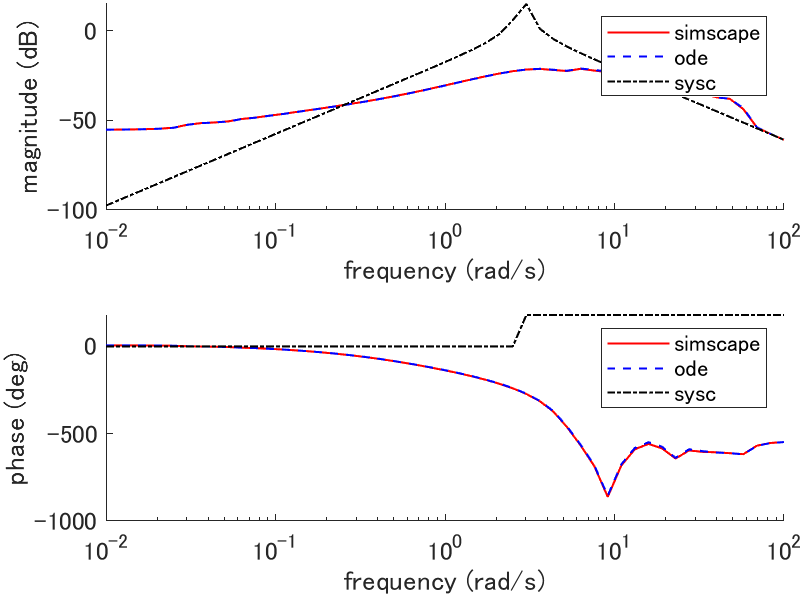 magnitude (dB)
0
-50
-100
10^-2
10^-1
10^0
10^1
10^2
frequency (rad/s)
simscape
ode
sysc
phase (deg)
0
-500
-1000
10^-2
10^-1
10^0
10^1
10^2
frequency (rad/s)
simscape
ode
sysc